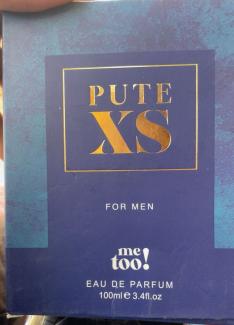 PUTE
XS
FOR MEN
me
too!
EAU DE PARFUM
100ml℮3.4fl.oz